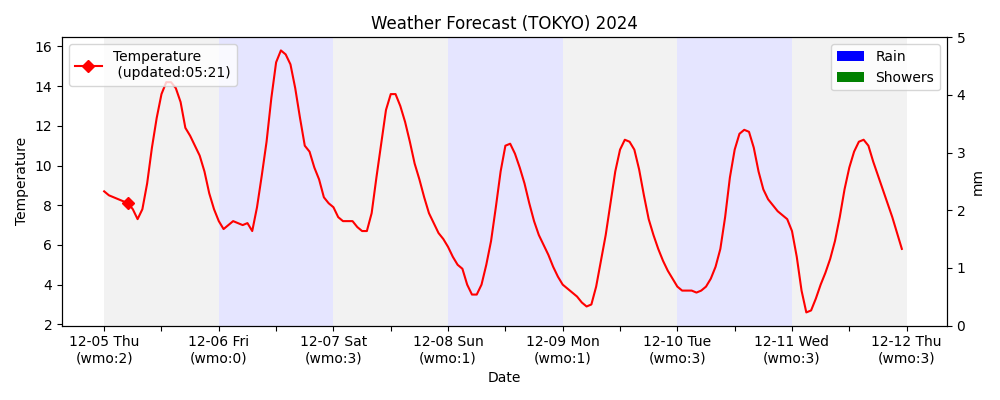 Weather Forecast (TOKYO) 2024
Temperature
(updated:05:21)
Rain
Showers
16
14
12
10
8
6
4
2
Temperature
5
4
3
2
1
0
mm
12-05 Thu
(wmo:2)
12-06 Fri
(wmo:0)
12-07 Sat
(wmo:3)
12-08 Sun
(wmo:1)
12-09 Mon
(wmo:1)
12-10 Tue
(wmo:3)
12-11 Wed
(wmo:3)
12-12 Thu
(wmo:3)
Date